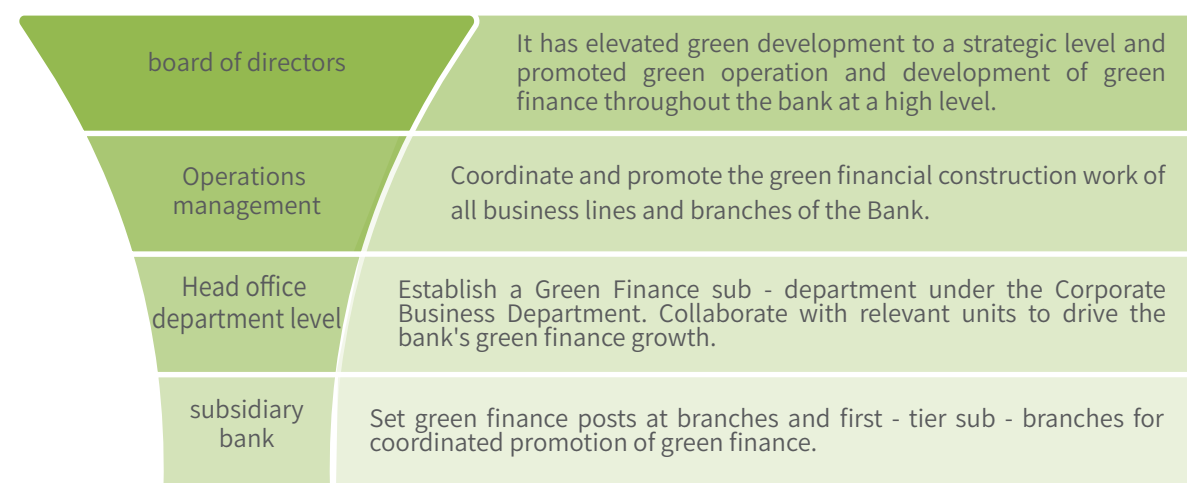 board of directors
It has elevated green development to a strategic level and
promoted green operation and development of green
finance throughout the bank at a high level.
Operations
management
Coordinate and promote the green financial construction work of
all business lines and branches of the Bank.
Head office
department level
Establish a Green Finance sub - department under the Corporate
Business Department. Collaborate with relevant units to drive the
bank's green finance growth.
subsidiary
bank
Set green finance posts at branches and first - tier sub - branches for
coordinated promotion of green finance.